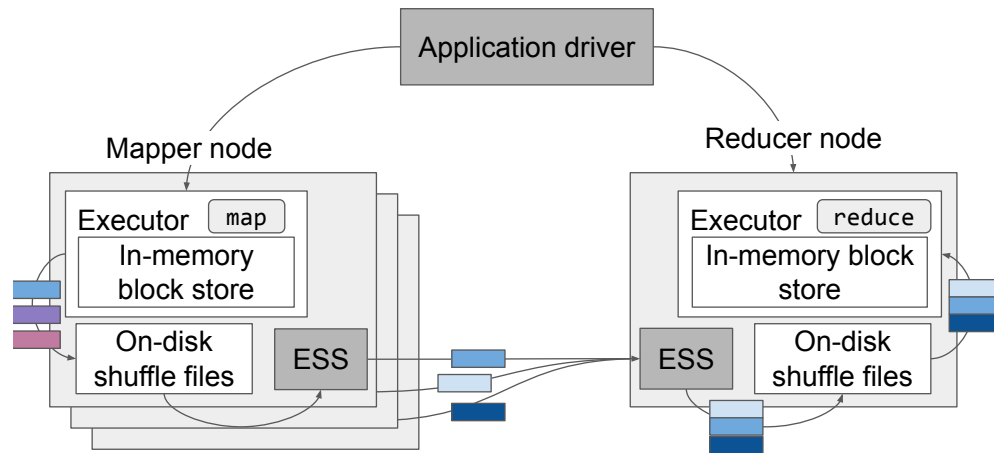 Application driver
Mapper node
Executor
map
In-memory
block store
On-disk
shuffle files
ESS
Reducer node
Executor
reduce
In-memory block
store
ESS
On-disk
shuffle files